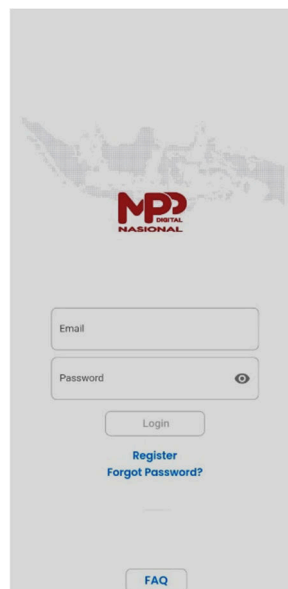 MPP
DIGITAL
NASIONAL
Email
Password
Login
Register
Forgot Password?
FAQ